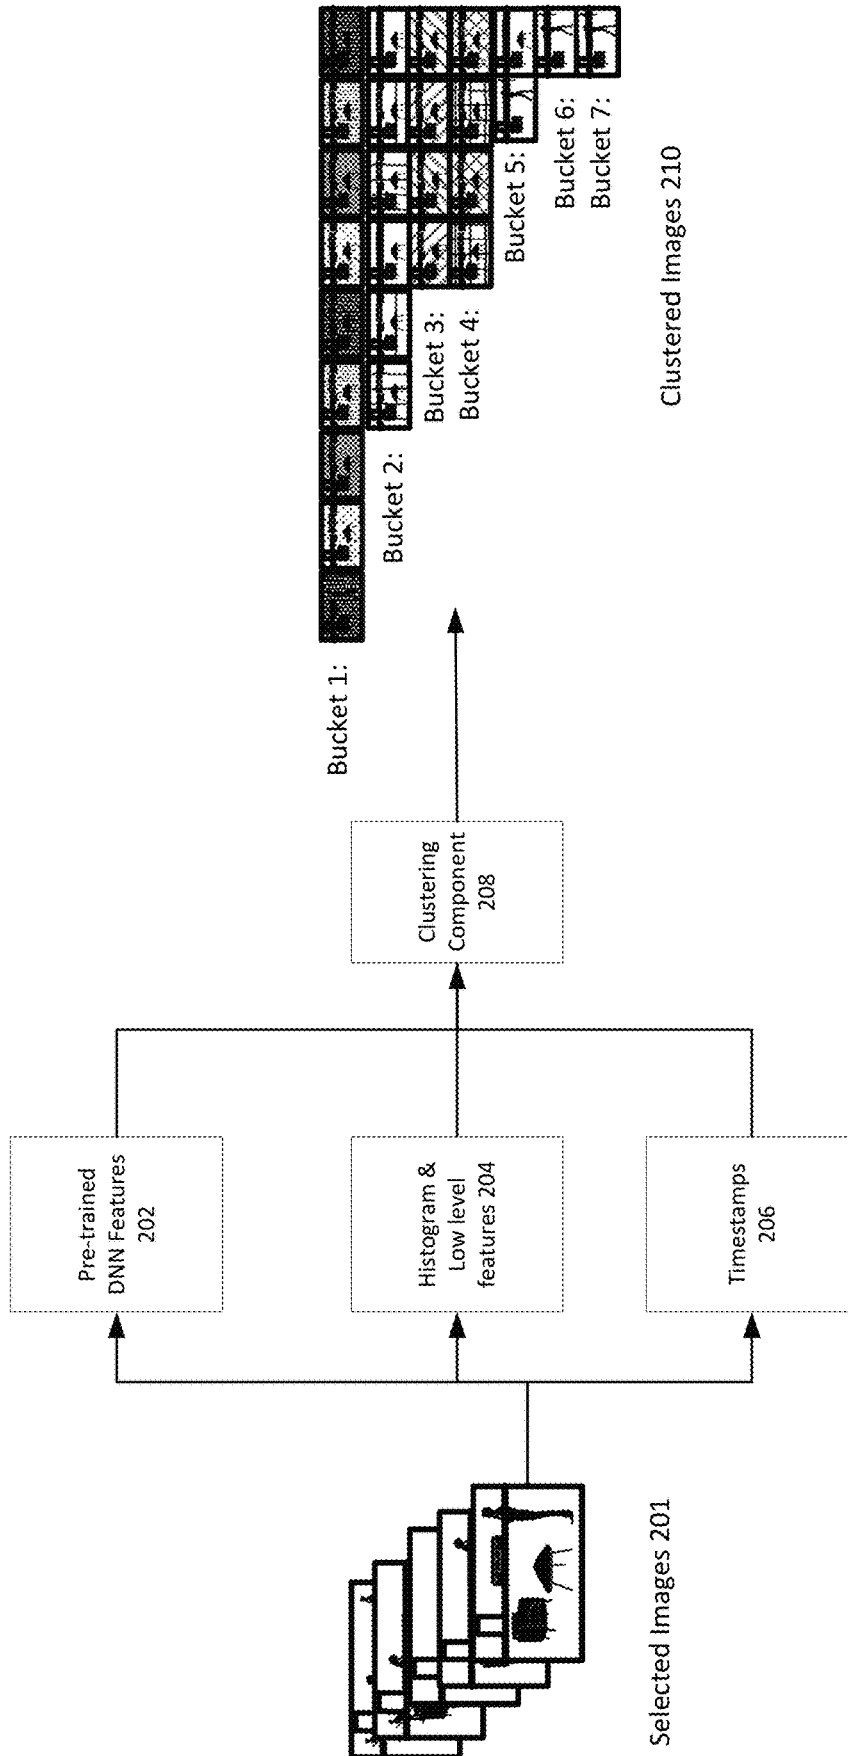 Selected Images 201
Pre-trained
DNN Features
202
Histogram &
Low level
features 204
Timestamps
206
Clustering
Component
208
Bucket 1:
Bucket 2:
Bucket 3:
Bucket 4:
Bucket 5:
Bucket 6:
Bucket 7:
Clustered Images 210